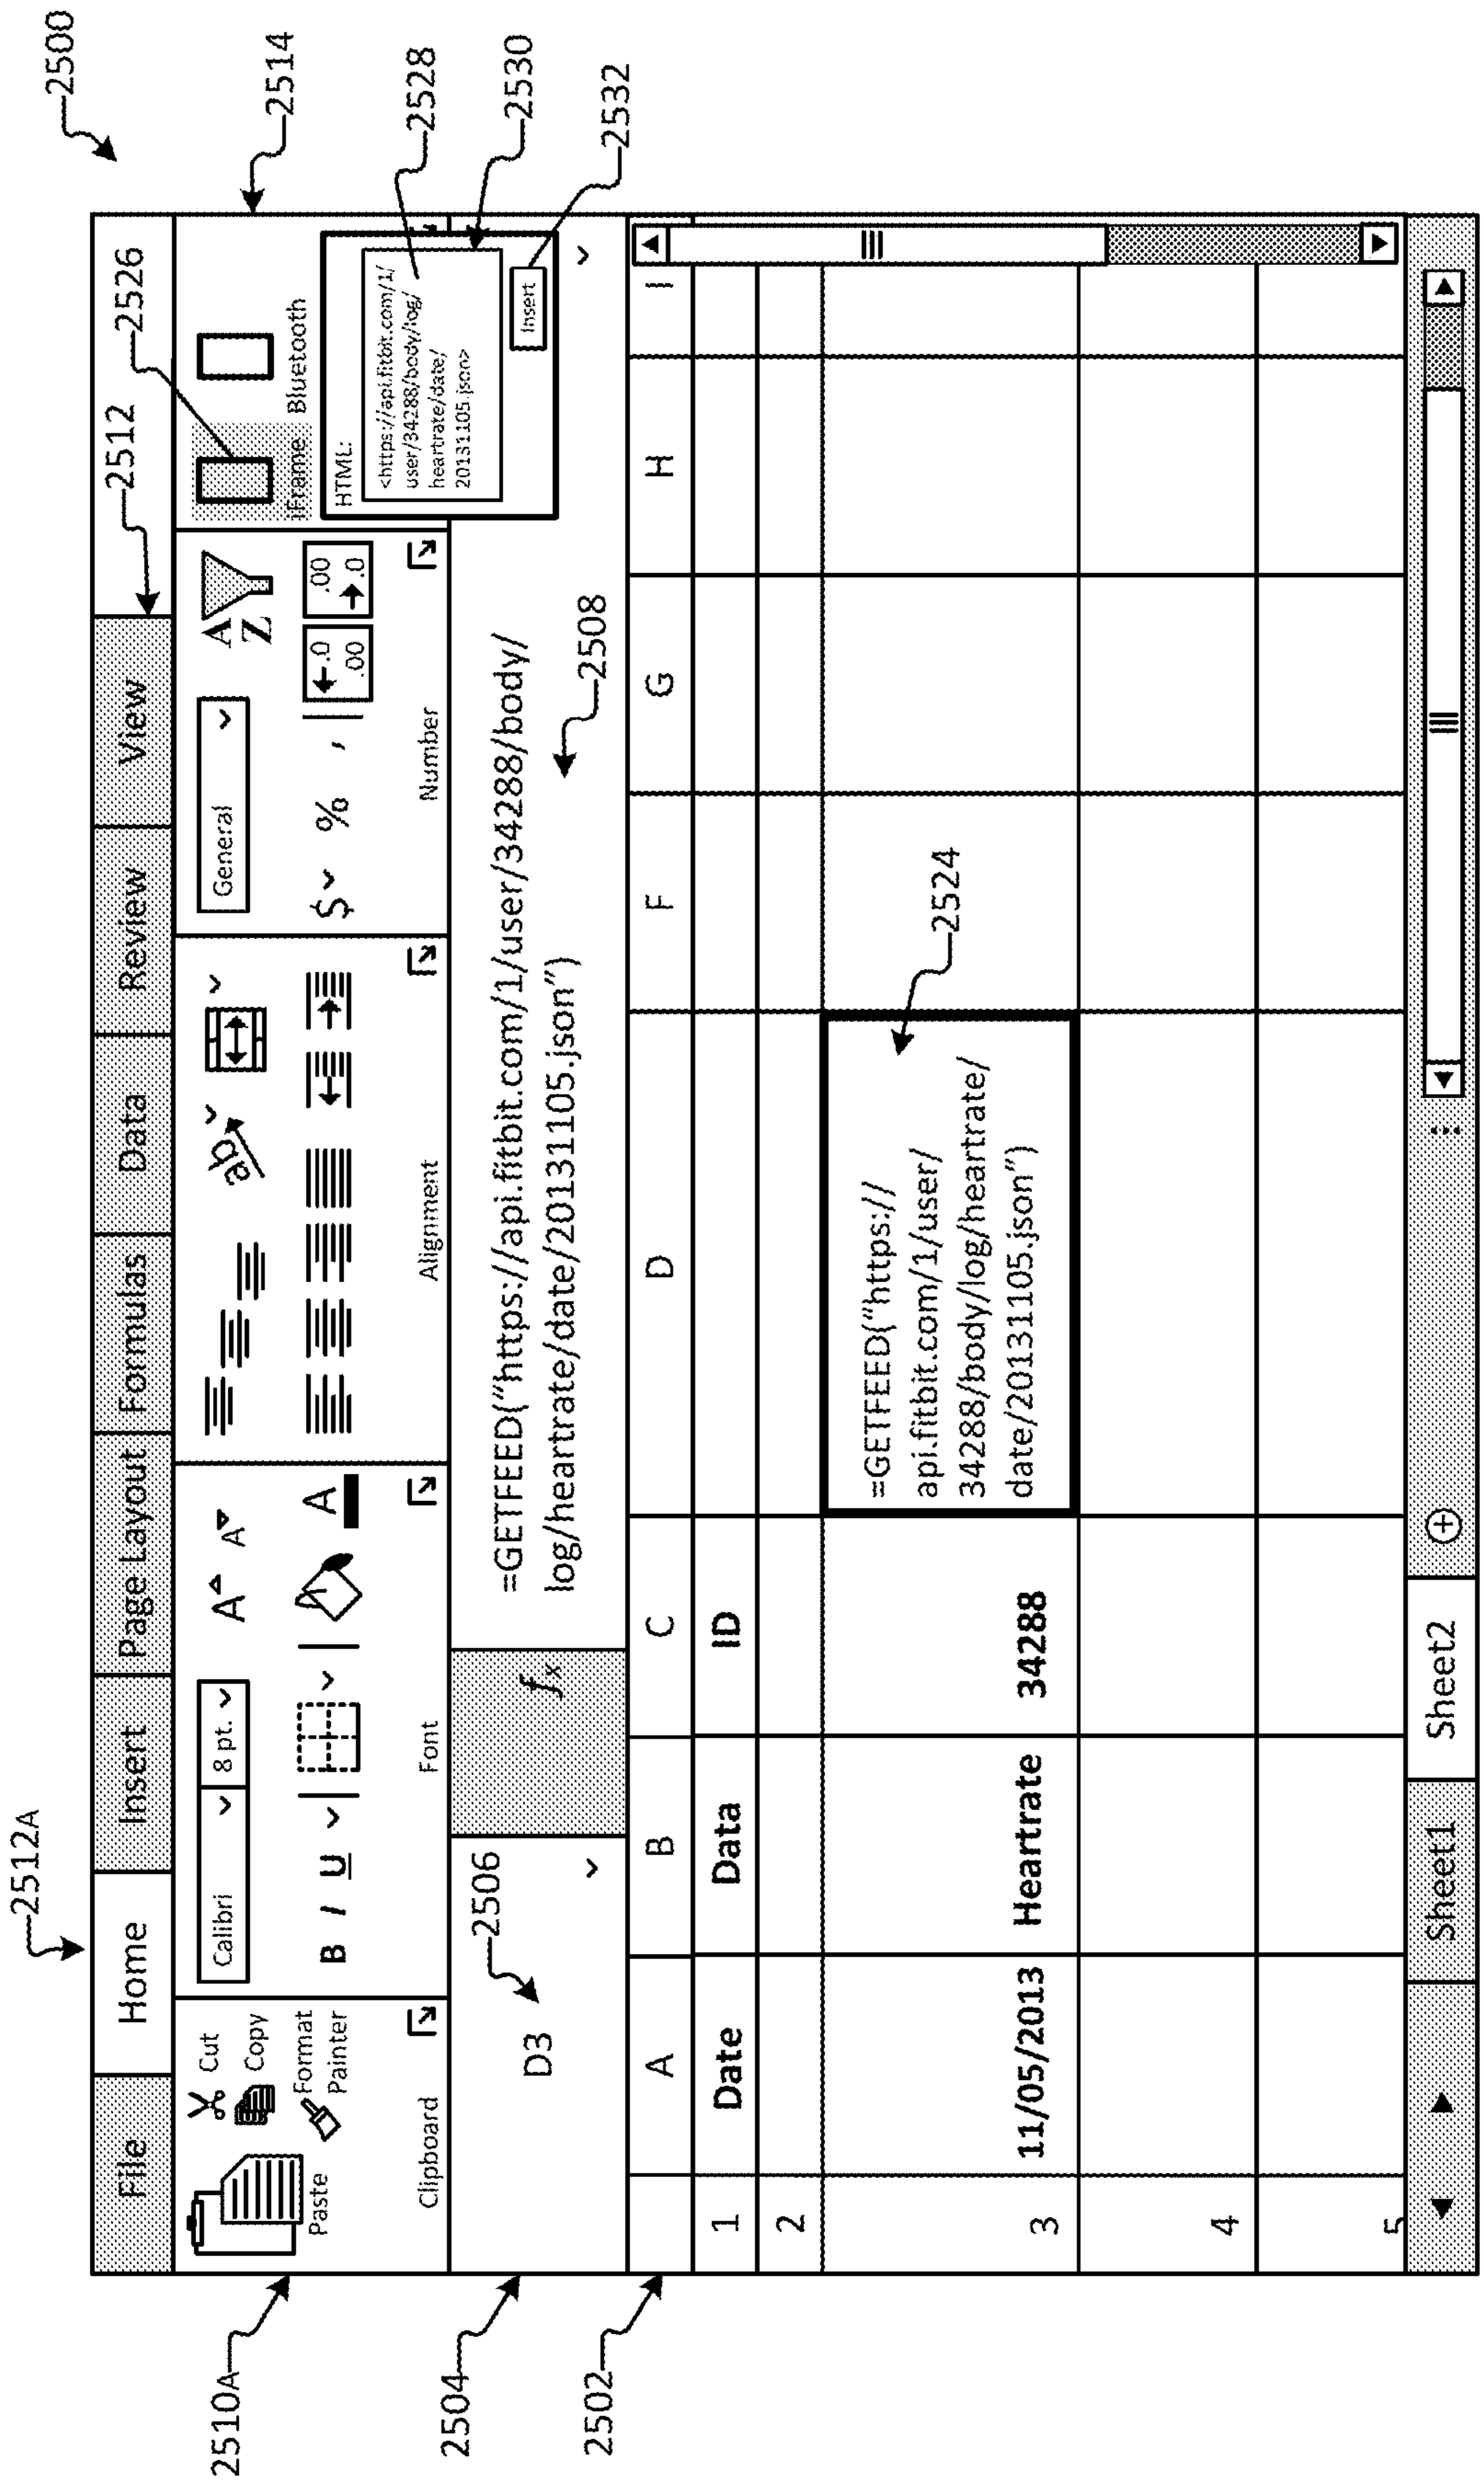 2500
2512A
2512
2526
2514
File
Home
Insert
Page Layout
Formulas
Data
Review
View
2510A
Paste
Cut
Copy
Format
Painter
Clipboard
Calibri
8 pt.
A
A
B
I
U
A
Font
ab
Alignment
General
A
Z
$
%
,
.0
.00
.00
.0
Number
iFrame
Bluetooth
HTML:
<https://api.fitbit.com/1/
user/34288/body/log/
heartrate/date/
20131105.json>
Insert
2528
2530
2532
2504
D3
2506
fx
=GETFEED("https://api.fitbit.com/1/user/34288/body/
log/heartrate/date/20131105.json")
2508
2502
A
B
C
D
F
G
H
I
1
Date
Data
ID
2
3
11/05/2013
Heartrate
34288
=GETFEED("https://
api.fitbit.com/1/user/
34288/body/log/heartrate/
date/20131105.json")
2524
4
5
Sheet1
Sheet2